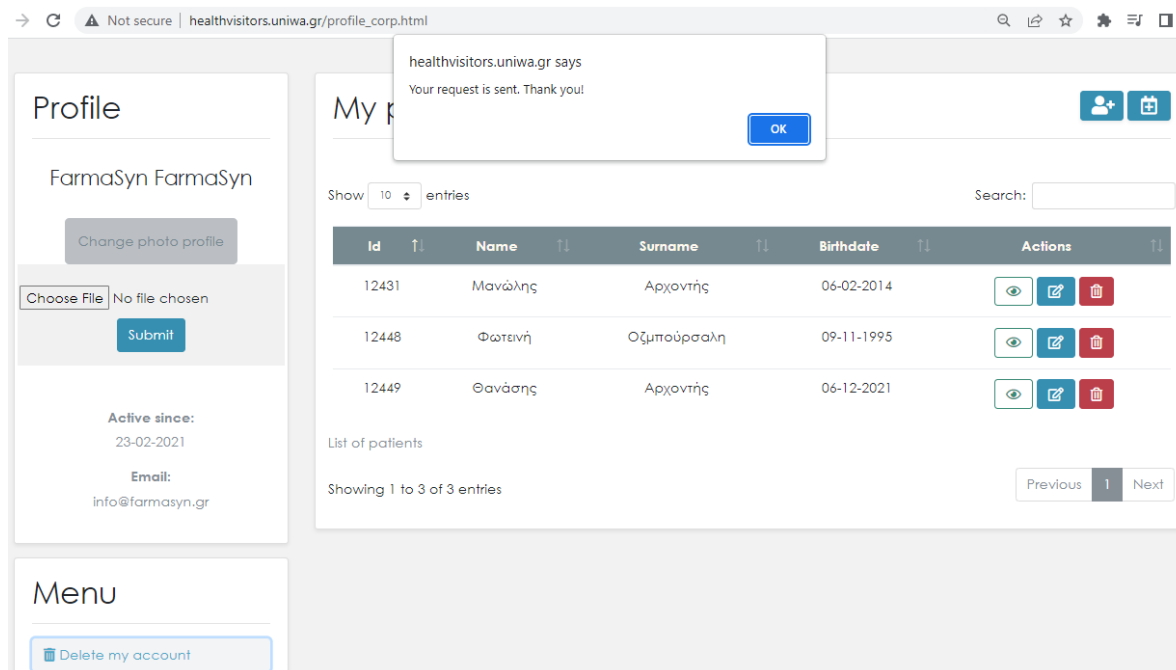 Not secure | healthvisitors.uniwa.gr/profile_corp.html
healthvisitors.uniwa.gr says
Your request is sent. Thank you!
OK
Profile
FarmaSyn FarmaSyn
Change photo profile
Choose File No file chosen
Submit
Active since:
23-02-2021
Email:
info@farmasyn.gr
Menu
Delete my account
My
Show 10 entries
Search:
Id Name Surname Birthdate Actions
12431 Μανώλης Αρχοντής 06-02-2014
12448 Φωτεινή Οζμπούρσαλη 09-11-1995
12449 Θανάσης Αρχοντής 06-12-2021
List of patients
Showing 1 to 3 of 3 entries
Previous 1 Next